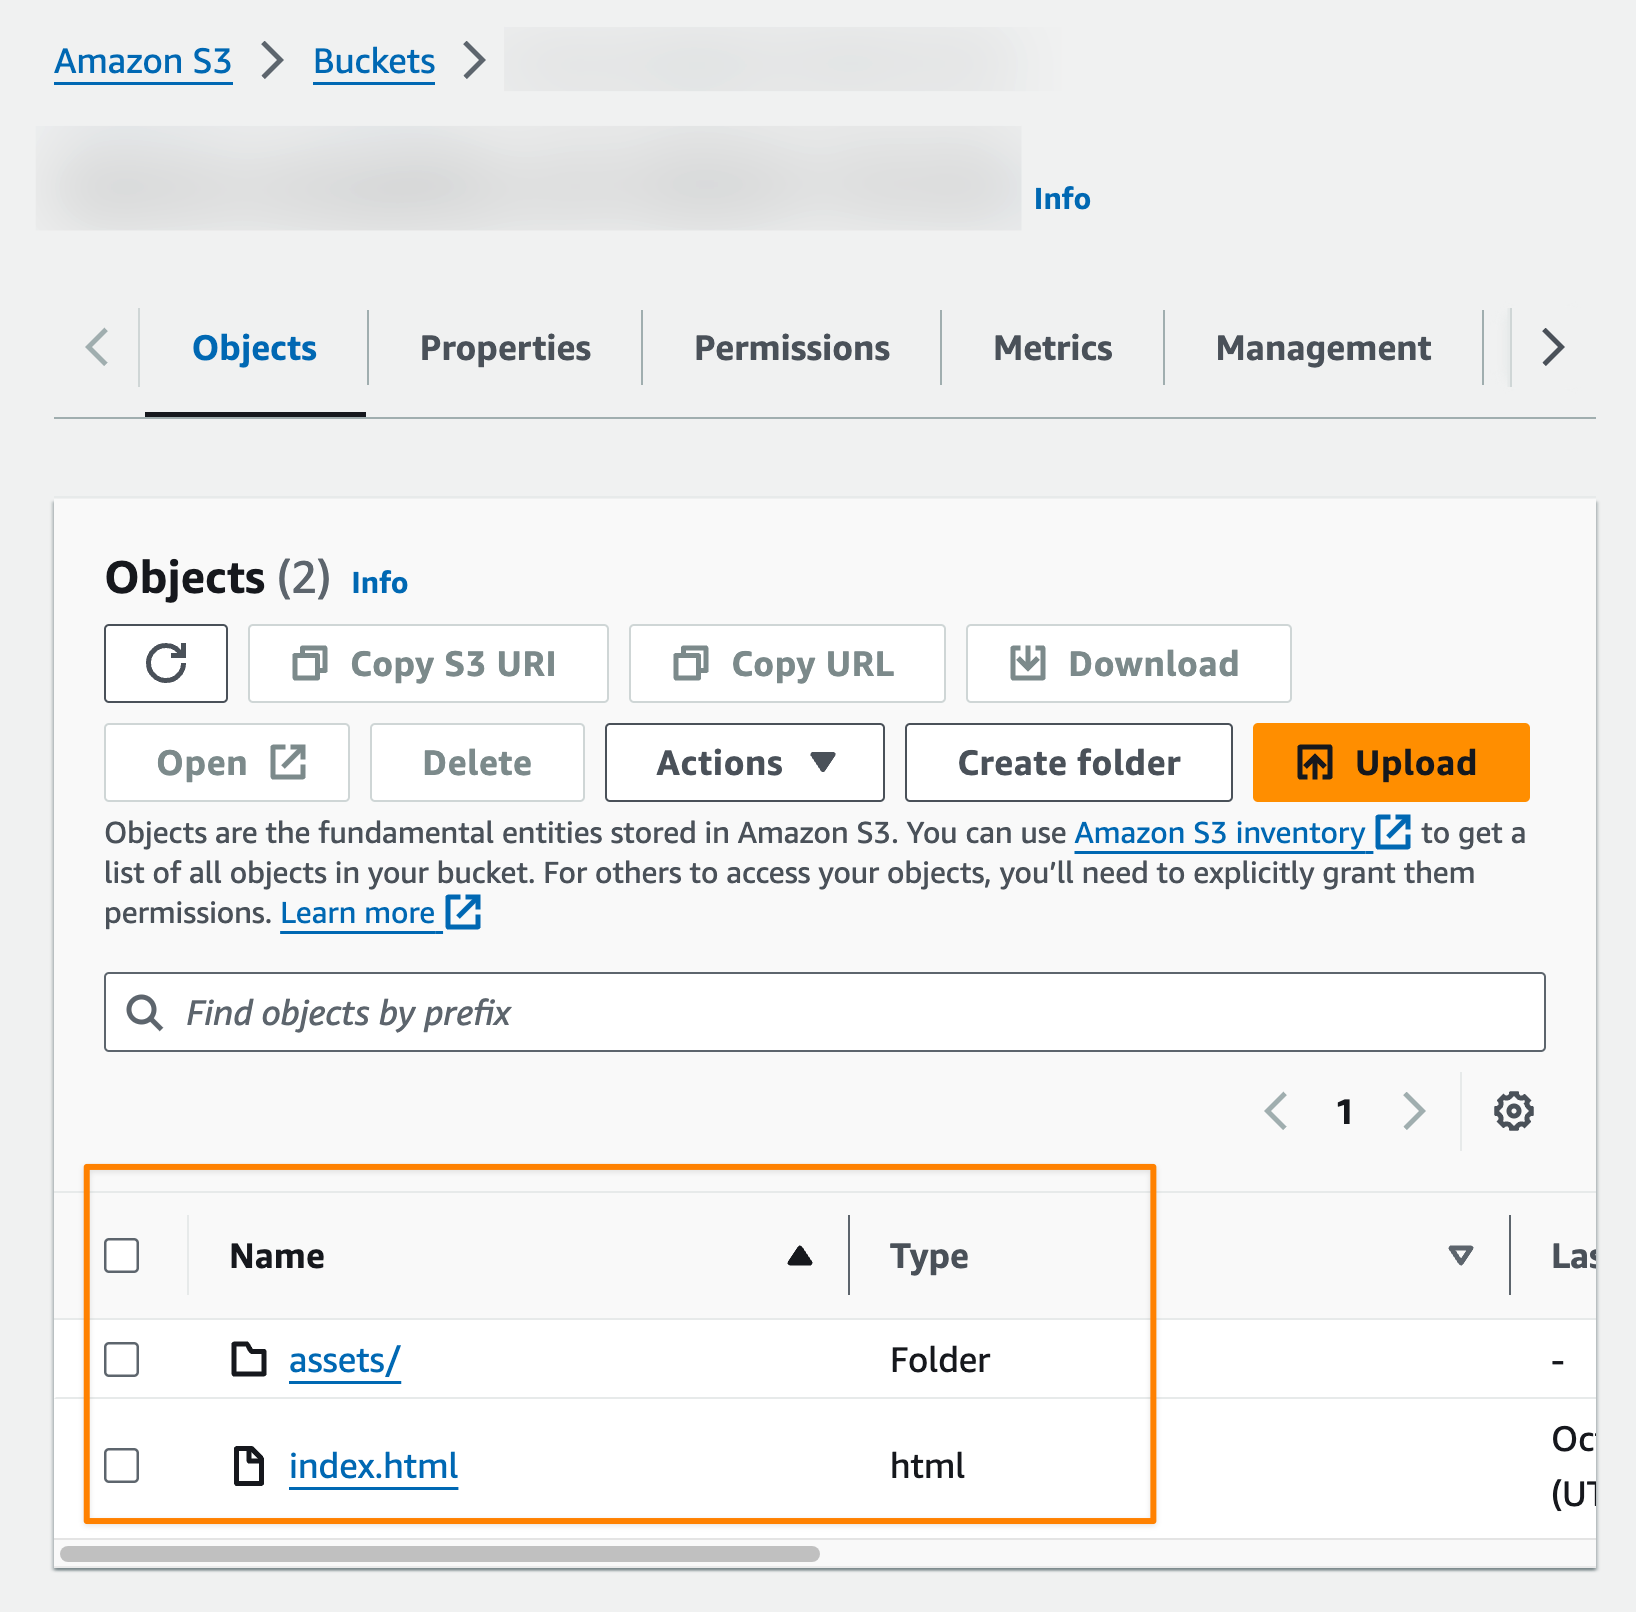 Amazon S3 Buckets
Info
Objects Properties Permissions Metrics Management
Objects (2) Info
Copy S3 URI Copy URL Download
Open Delete Actions Create folder Upload
Objects are the fundamental entities stored in Amazon S3. You can use Amazon S3 inventory to get a
list of all objects in your bucket. For others to access your objects, you’ll need to explicitly grant them
permissions. Learn more
Find objects by prefix
1
Name Type Las
assets/ Folder -
index.html html Oct
(UT